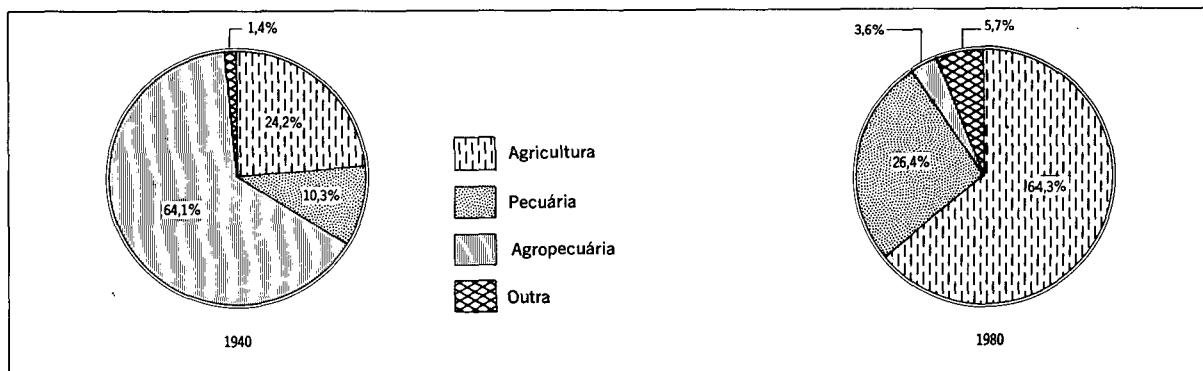 1,4%
24,2%
10,3%
64,1%
1940
Agricultura
Pecuária
Agropecuária
Outra
3,6%
5,7%
26,4%
64,3%
1980